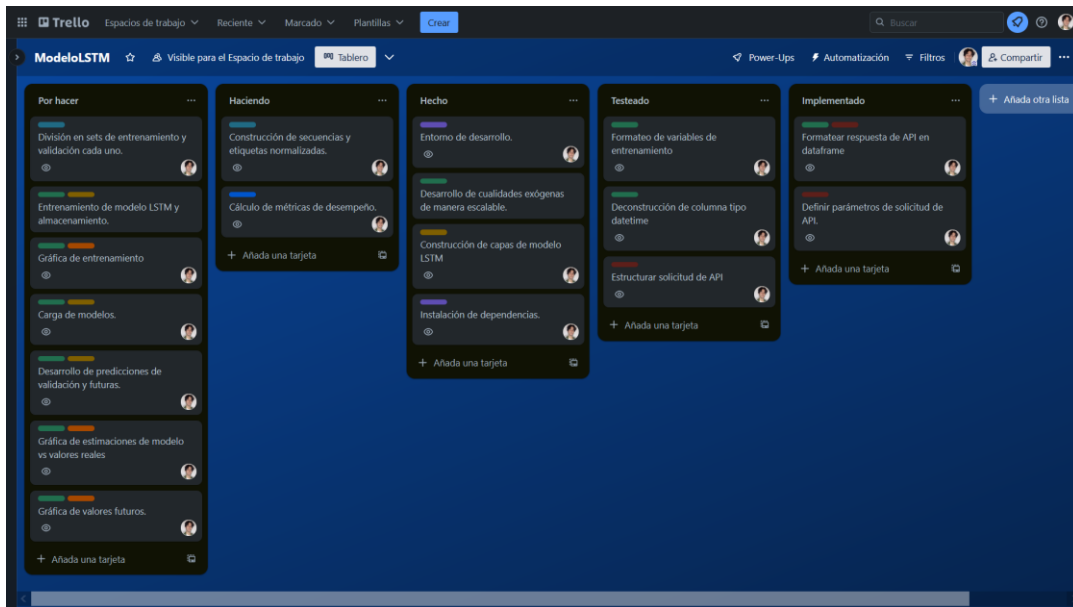 Trello
Espacios de trabajo
Reciente
Marcado
Plantillas
Crear
Buscar
ModeloLSTM
Visible para el Espacio de trabajo
Tablero
Power-Ups
Automatización
Filtros
Compartir
Por hacer
División en sets de entrenamiento y
validación cada uno.
Entrenamiento de modelo LSTM y
almacenamiento.
Gráfica de entrenamiento
Carga de modelos.
Desarrollo de predicciones de
validación y futuras.
Gráfica de estimaciones de modelo
vs valores reales
Gráfica de valores futuros.
+ Añada una tarjeta
Haciendo
Construcción de secuencias y
etiquetas normalizadas.
Cálculo de métricas de desempeño.
+ Añada una tarjeta
Hecho
Entorno de desarrollo.
Desarrollo de cualidades exógenas
de manera escalable.
Construcción de capas de modelo
LSTM
Instalación de dependencias.
+ Añada una tarjeta
Testeado
Formateo de variables de
entrenamiento
Deconstrucción de columna tipo
datetime
Estructurar solicitud de API
+ Añada una tarjeta
Implementado
Formatear respuesta de API en
dataframe
Definir parámetros de solicitud de
API.
+ Añada una tarjeta
+ Añada otra lista